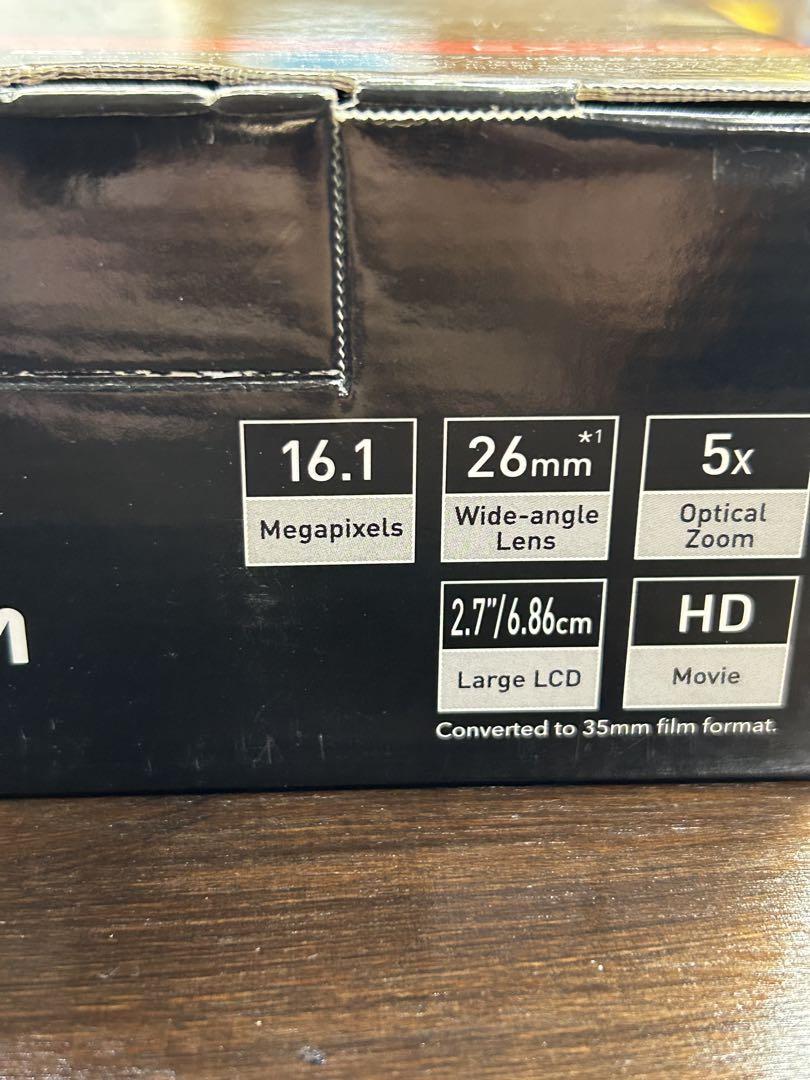 16.1
Megapixels
26mm*1
Wide-angle
Lens
5x
Optical
Zoom
2.7"/6.86cm
Large LCD
HD
Movie
Converted to 35mm film format.